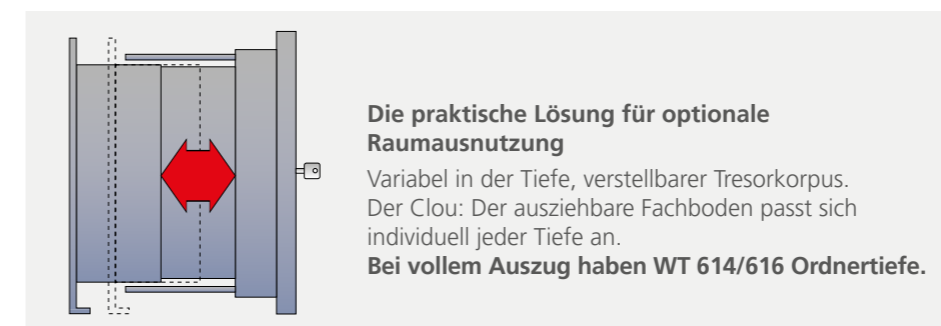 Die praktische Lösung für optionale
Raumausnutzung
Variabel in der Tiefe, verstellbarer Tresorkorpus.
Der Clou: Der ausziehbare Fachboden passt sich
individuell jeder Tiefe an.
Bei vollem Auszug haben WT 614/616 Ordnertiefe.